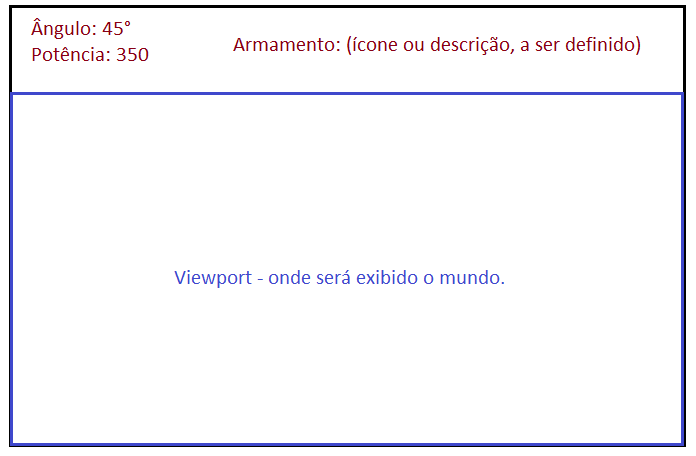 Ângulo: 45°
Potência: 350
Armamento: (ícone ou descrição, a ser definido)
Viewport - onde será exibido o mundo.